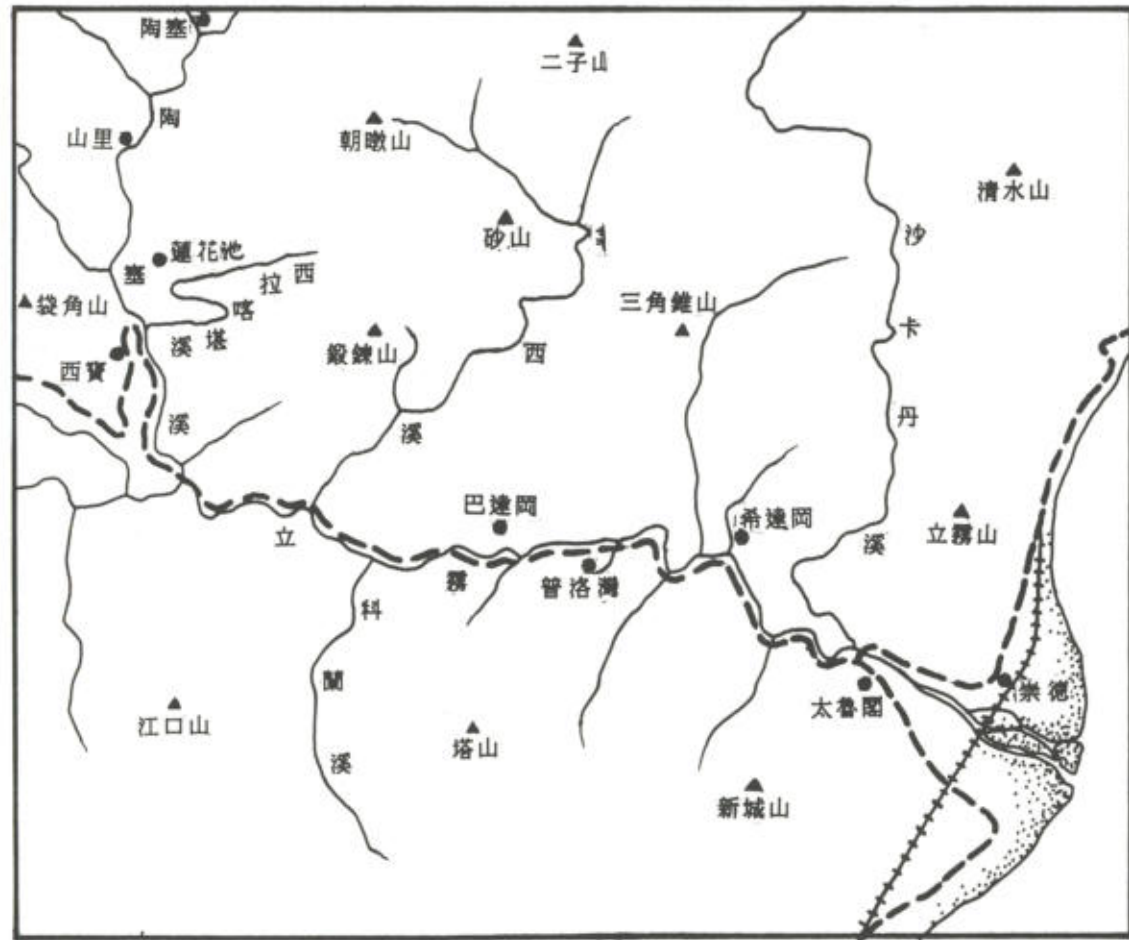 陶塞
二子山
山里
陶塞溪
朝暾山
清水山
蓮花池
砂山
西拉喀堪溪
袋角山
三角錐山
沙卡丹溪
鍛鍊山
西溪
西寶
巴達岡
希達岡
立霧山
立霧
普洛灣
科蘭溪
太魯閣
崇德
江口山
塔山
新城山